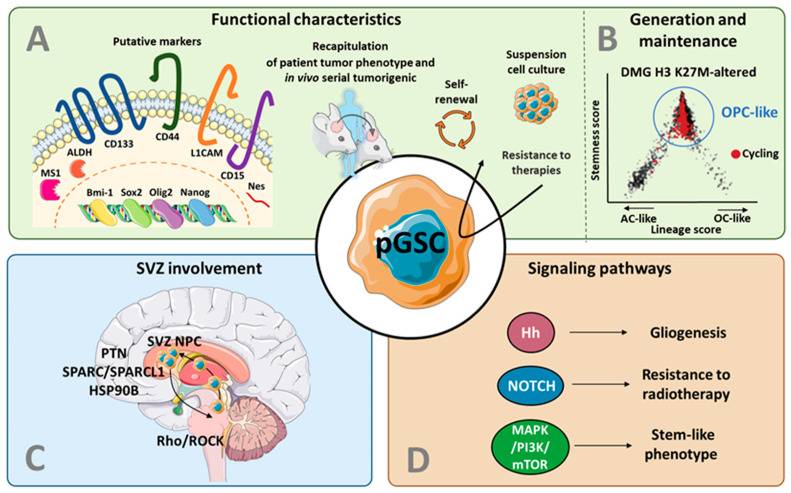 Functional characteristics
A
Putative markers
ALDH
CD133
CD44
L1CAM
CD15
MS1
Bmi-1
Sox2
Olig2
Nanog
Nes
Recapitulation
of patient tumor phenotype and
in vivo serial tumorigenic
Self-
renewal
Suspension
cell culture
Resistance to
therapies
pGSC
B
Generation and
maintenance
DMG H3 K27M-altered
Stemness score
OPC-like
Cycling
AC-like
OC-like
Lineage score
SVZ involvement
SVZ NPC
PTN
SPARC/SPARCL1
HSP90B
Rho/ROCK
C
Signaling pathways
Hh
Gliogenesis
NOTCH
Resistance to
radiotherapy
MAPK
/PI3K/
mTOR
Stem-like
phenotype
D